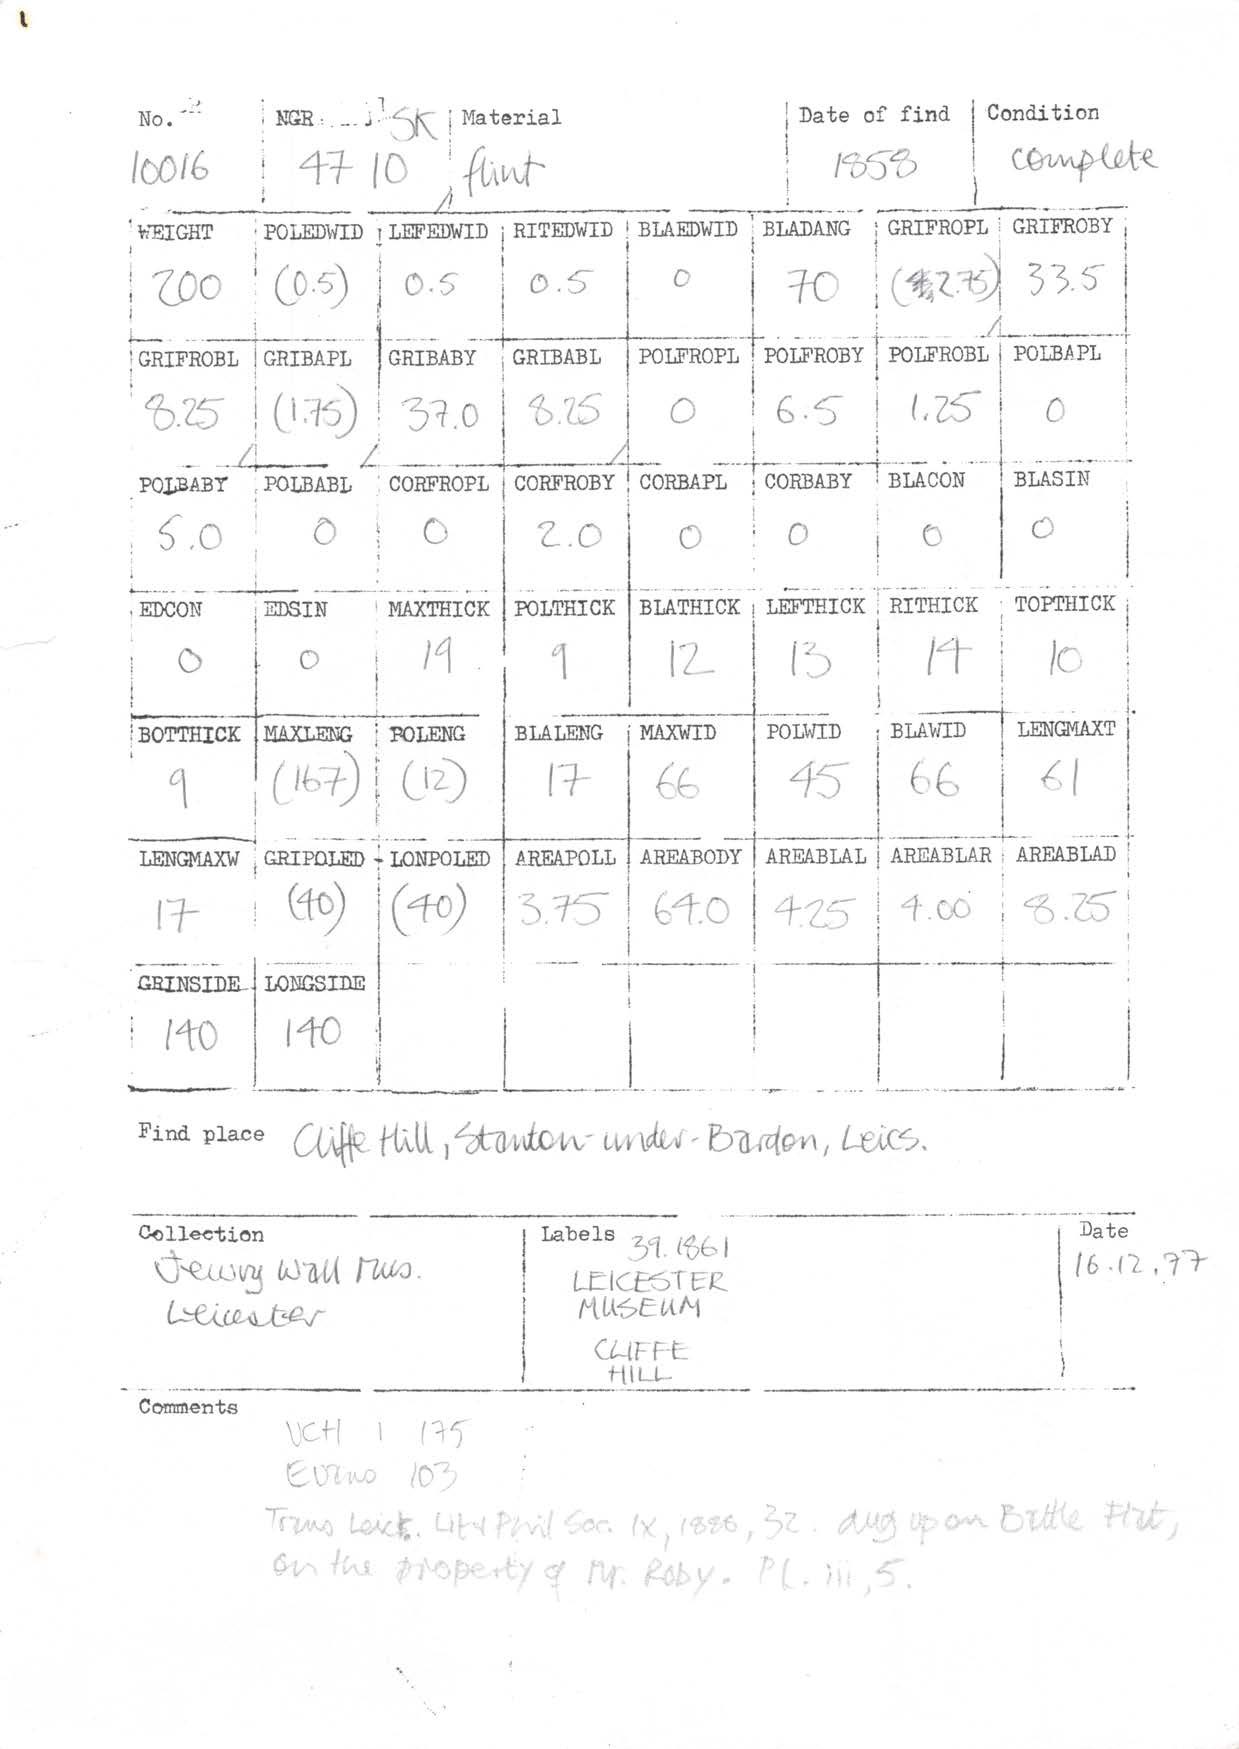 No. NGR SK Material Date of find Condition
10016 47 10 flint 1858 complete
WEIGHT POLEDWID LEFEDWID RITEDWID BLAEDWID BLADANG GRIFROPL GRIFROBY
200 (0.5) 0.5 0.5 0 70 (2.75) 33.5
GRIFROBL GRIBAPL GRIBABY GRIBABL POLFROPL POLFROBY POLFROBL POLBAPL
8.25 (1.75) 37.0 8.25 0 6.5 1.25 0
POLBABY POLBABL CORFROPL CORFROBY CORBAPL CORBABY BLACON BLASIN
5.0 0 0 2.0 0 0 0 0
EDCON EDSIN MAXTHICK POLTHICK BLATHICK LEFTHICK RITHICK TOPTHICK
0 0 19 9 12 13 14 10
BOTTHICK MAXLENG POLENG BLALENG MAXWID POLWID BLAWID LENGMAXT
9 (167) (12) 17 66 45 66 61
LENGMAXW GRIPOLED LONPOLED AREAPOLL AREABODY AREABLAL AREABLAR AREABLAD
17 (40) (40) 3.75 64.0 4.25 4.00 8.25
GRINSIDE LONGSIDE
140 140
Find place Cliffe Hill, Stanton-under-Bardon, Leics.
Collection Labels 39.1861 Date
Jewry Wall Mus. LEICESTER 16.12.77
Leicester MUSEUM
CLIFFE
HILL
Comments
VCH 1 175
Evans 103
Trans Leics. Lit & Phil Soc. IX, 1886, 32. dug up on Battle Flat,
on the property of Mr. Roby. Pl. iii, 5.